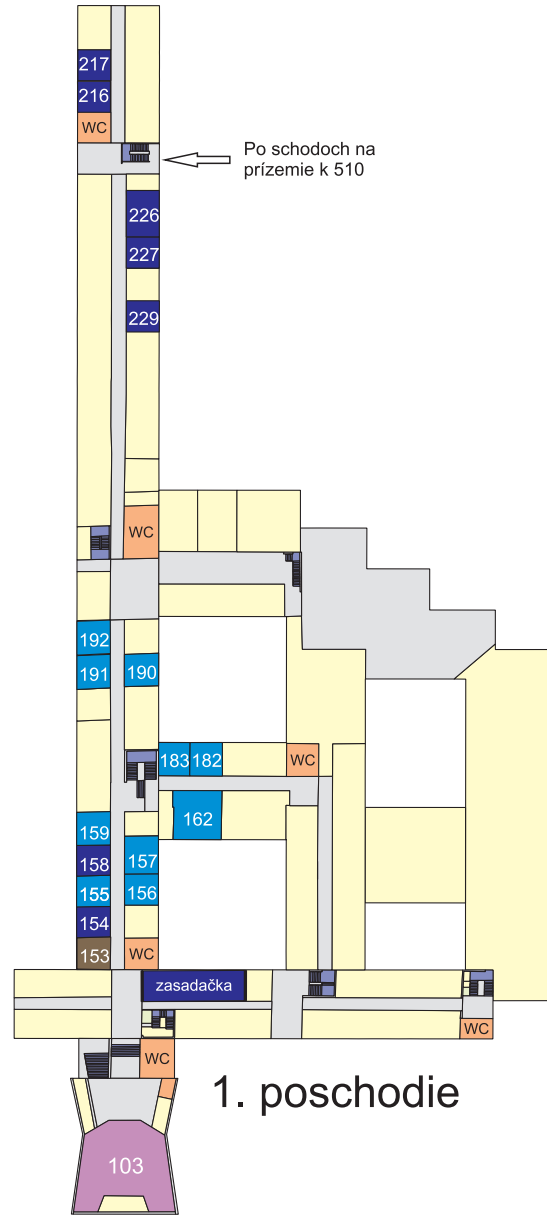 217
216
WC
Po schodoch na
prízemie k 510
226
227
229
WC
192
191
190
183
182
WC
162
159
158
157
155
156
154
153
WC
zasadačka
WC
WC
1. poschodie
103